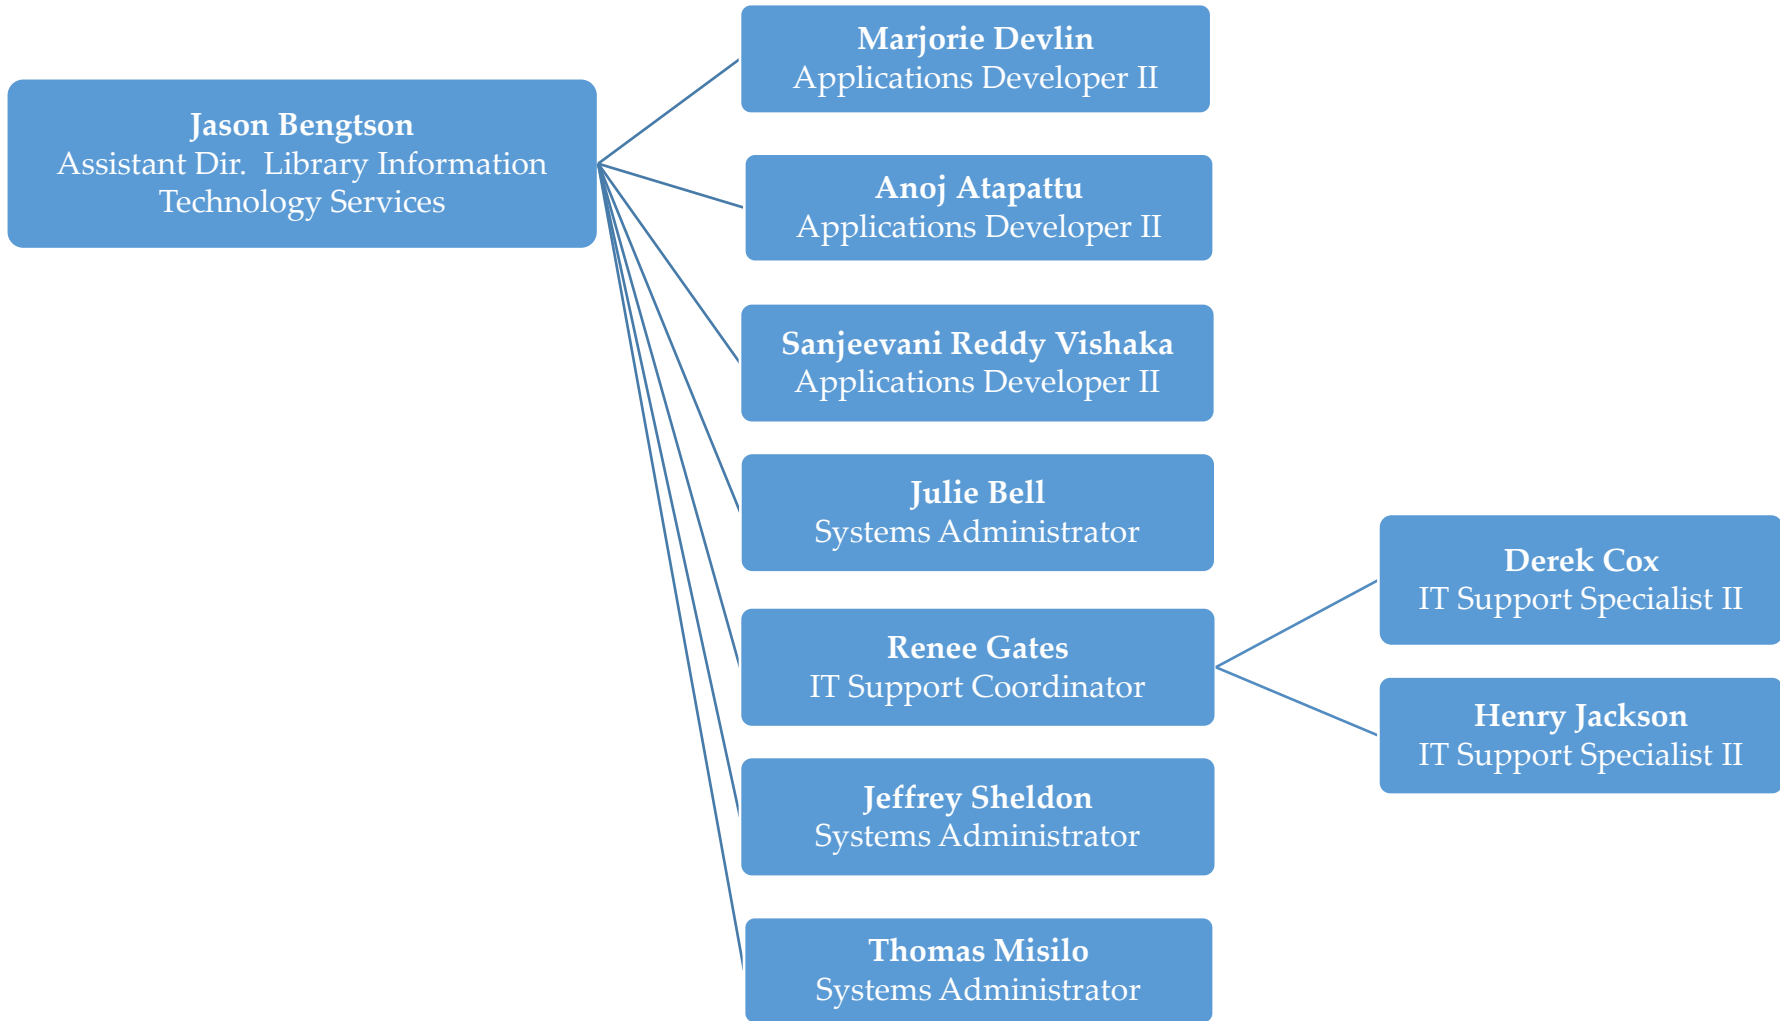 Jason Bengtson
Assistant Dir.  Library Information
Technology Services
Marjorie Devlin
Applications Developer II
Anoj Atapattu
Applications Developer II
Sanjeevani Reddy Vishaka
Applications Developer II
Julie Bell
Systems Administrator
Renee Gates
IT Support Coordinator
Derek Cox
IT Support Specialist II
Henry Jackson
IT Support Specialist II
Jeffrey Sheldon
Systems Administrator
Thomas Misilo
Systems Administrator